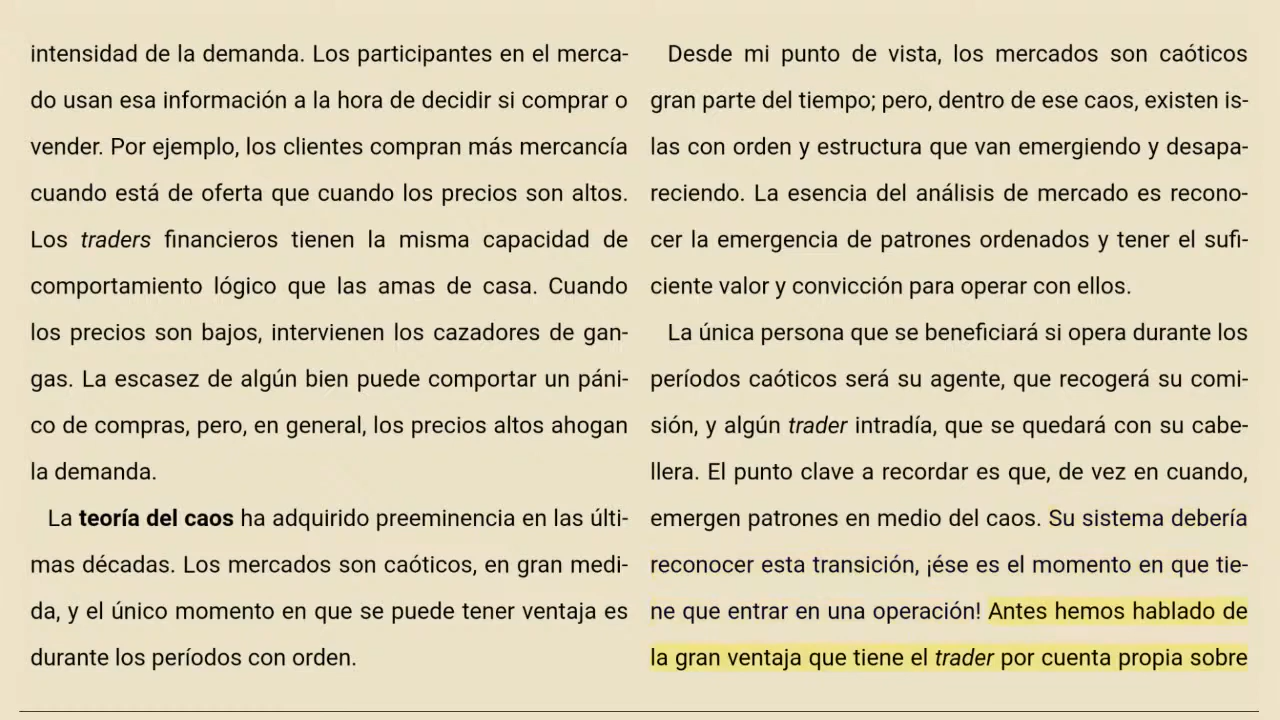 intensidad de la demanda. Los participantes en el merca-
do usan esa información a la hora de decidir si comprar o
vender. Por ejemplo, los clientes compran más mercancía
cuando está de oferta que cuando los precios son altos.
Los traders financieros tienen la misma capacidad de
comportamiento lógico que las amas de casa. Cuando
los precios son bajos, intervienen los cazadores de gan-
gas. La escasez de algún bien puede comportar un páni-
co de compras, pero, en general, los precios altos ahogan
la demanda.
La teoría del caos ha adquirido preeminencia en las últi-
mas décadas. Los mercados son caóticos, en gran medi-
da, y el único momento en que se puede tener ventaja es
durante los períodos con orden.
Desde mi punto de vista, los mercados son caóticos
gran parte del tiempo; pero, dentro de ese caos, existen is-
las con orden y estructura que van emergiendo y desapa-
reciendo. La esencia del análisis de mercado es recono-
cer la emergencia de patrones ordenados y tener el sufi-
ciente valor y convicción para operar con ellos.
La única persona que se beneficiará si opera durante los
períodos caóticos será su agente, que recogerá su comi-
sión, y algún trader intradía, que se quedará con su cabe-
llera. El punto clave a recordar es que, de vez en cuando,
emergen patrones en medio del caos. Su sistema debería
reconocer esta transición, ¡ése es el momento en que tie-
ne que entrar en una operación! Antes hemos hablado de
la gran ventaja que tiene el trader por cuenta propia sobre